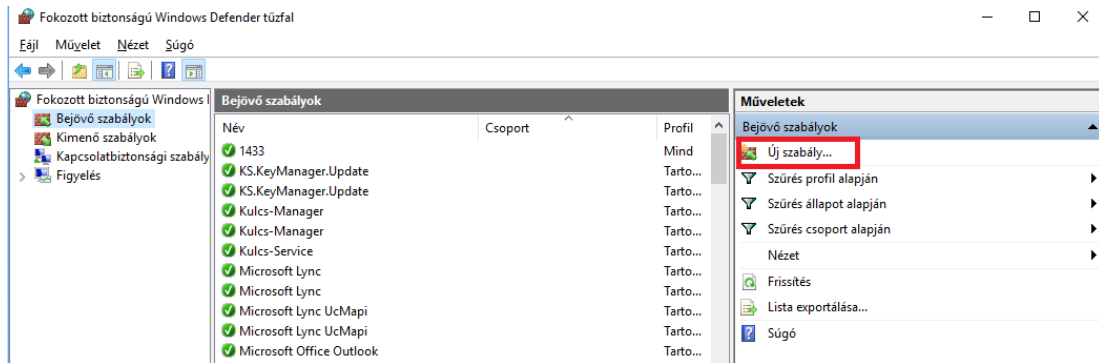 Fokozott biztonságú Windows Defender tűzfal
Fájl Művelet Nézet Súgó
Fokozott biztonságú Windows
Bejövő szabályok
Kimenő szabályok
Kapcsolatbiztonsági szabály
Figyelés
Bejövő szabályok
Név Csoport Profil
1433 Mind
KS.KeyManager.Update Tarto...
KS.KeyManager.Update Tarto...
Kulcs-Manager Tarto...
Kulcs-Manager Tarto...
Kulcs-Service Tarto...
Microsoft Lync Tarto...
Microsoft Lync Tarto...
Microsoft Lync UcMapi Tarto...
Microsoft Lync UcMapi Tarto...
Microsoft Office Outlook Tarto...
Műveletek
Bejövő szabályok
Új szabály...
Szűrés profil alapján
Szűrés állapot alapján
Szűrés csoport alapján
Nézet
Frissítés
Lista exportálása...
Súgó